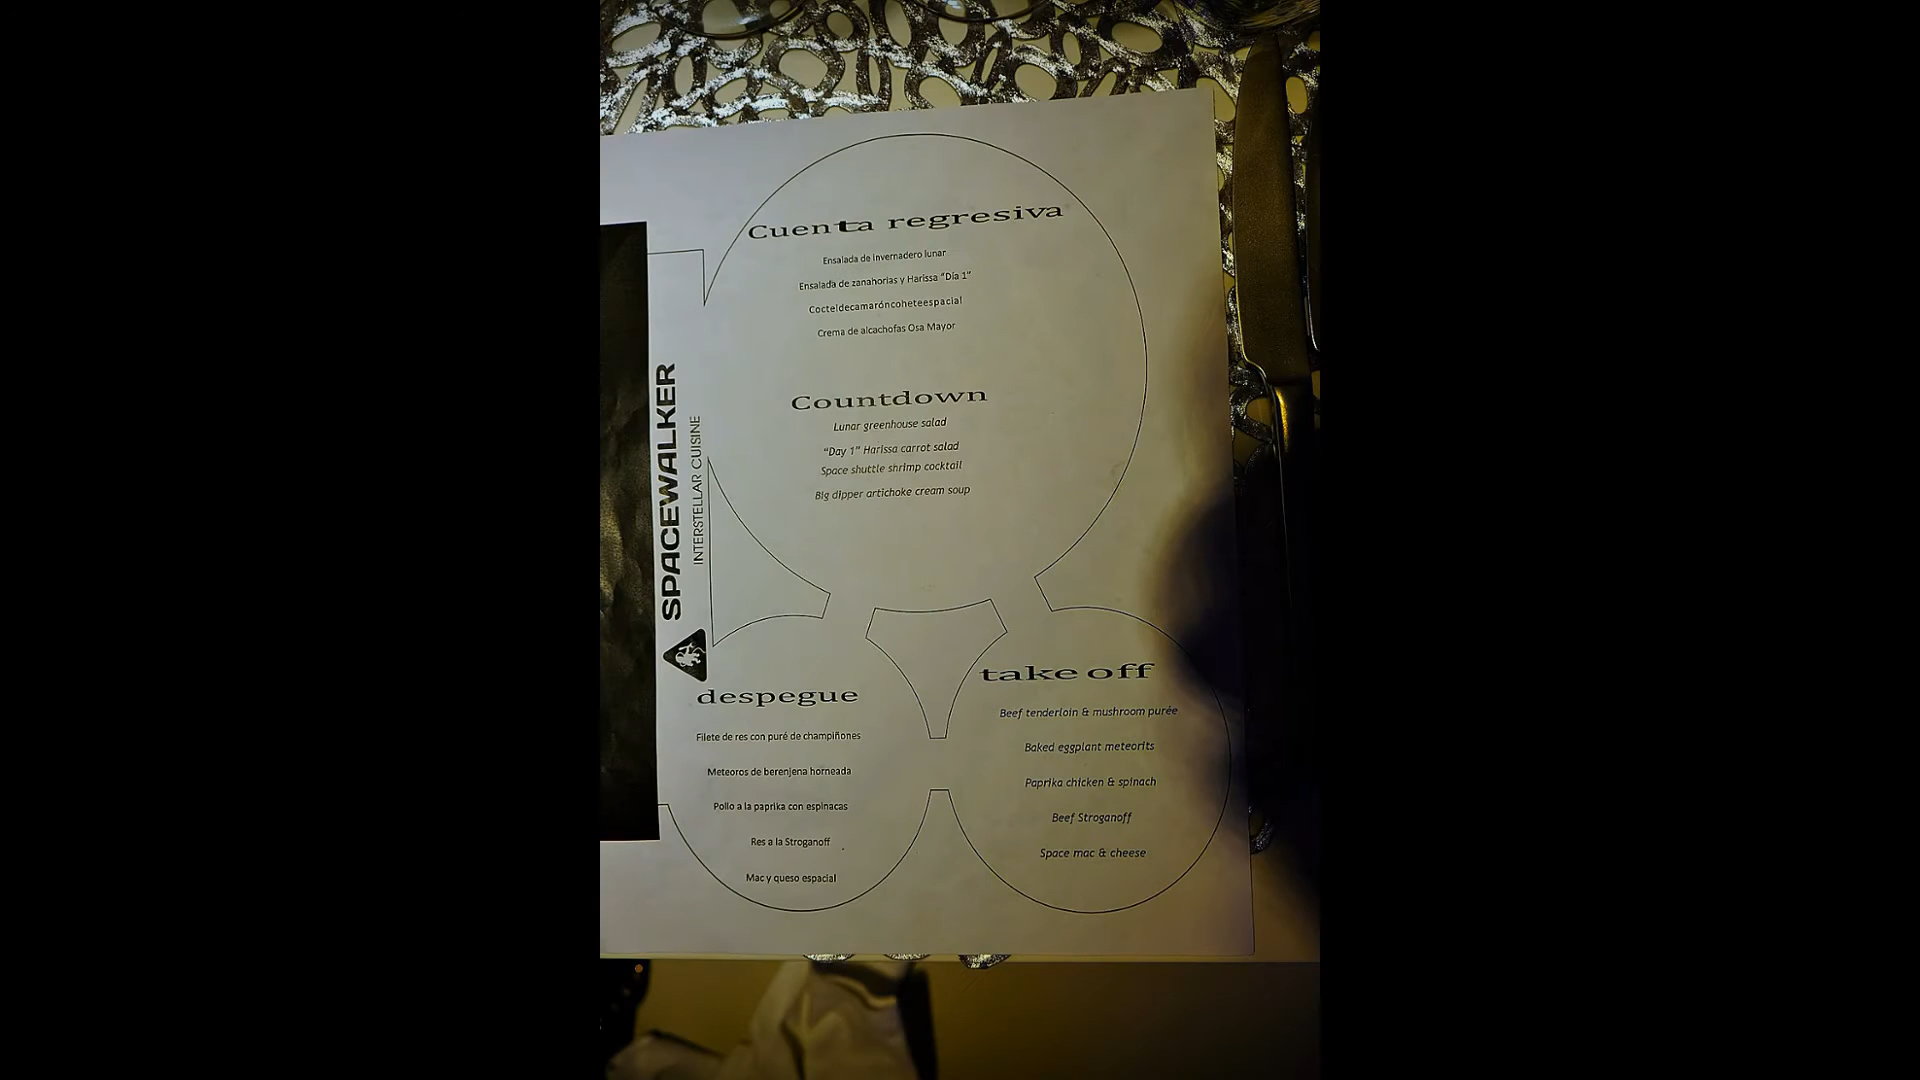 Cuenta regresiva
Ensalada de invernadero lunar
Ensalada de zanahorias y Harissa “Día 1”
Cocteldecamaróncoheteespacial
Crema de alcachofas Osa Mayor
Countdown
Lunar greenhouse salad
“Day 1” Harissa carrot salad
Space shuttle shrimp cocktail
Big dipper artichoke cream soup
SPACEWALKER
INTERSTELLAR CUISINE
despegue
Filete de res con puré de champiñones
Meteoros de berenjena horneada
Pollo a la paprika con espinacas
Res a la Stroganoff
Mac y queso espacial
take off
Beef tenderloin & mushroom purée
Baked eggplant meteorits
Paprika chicken & spinach
Beef Stroganoff
Space mac & cheese